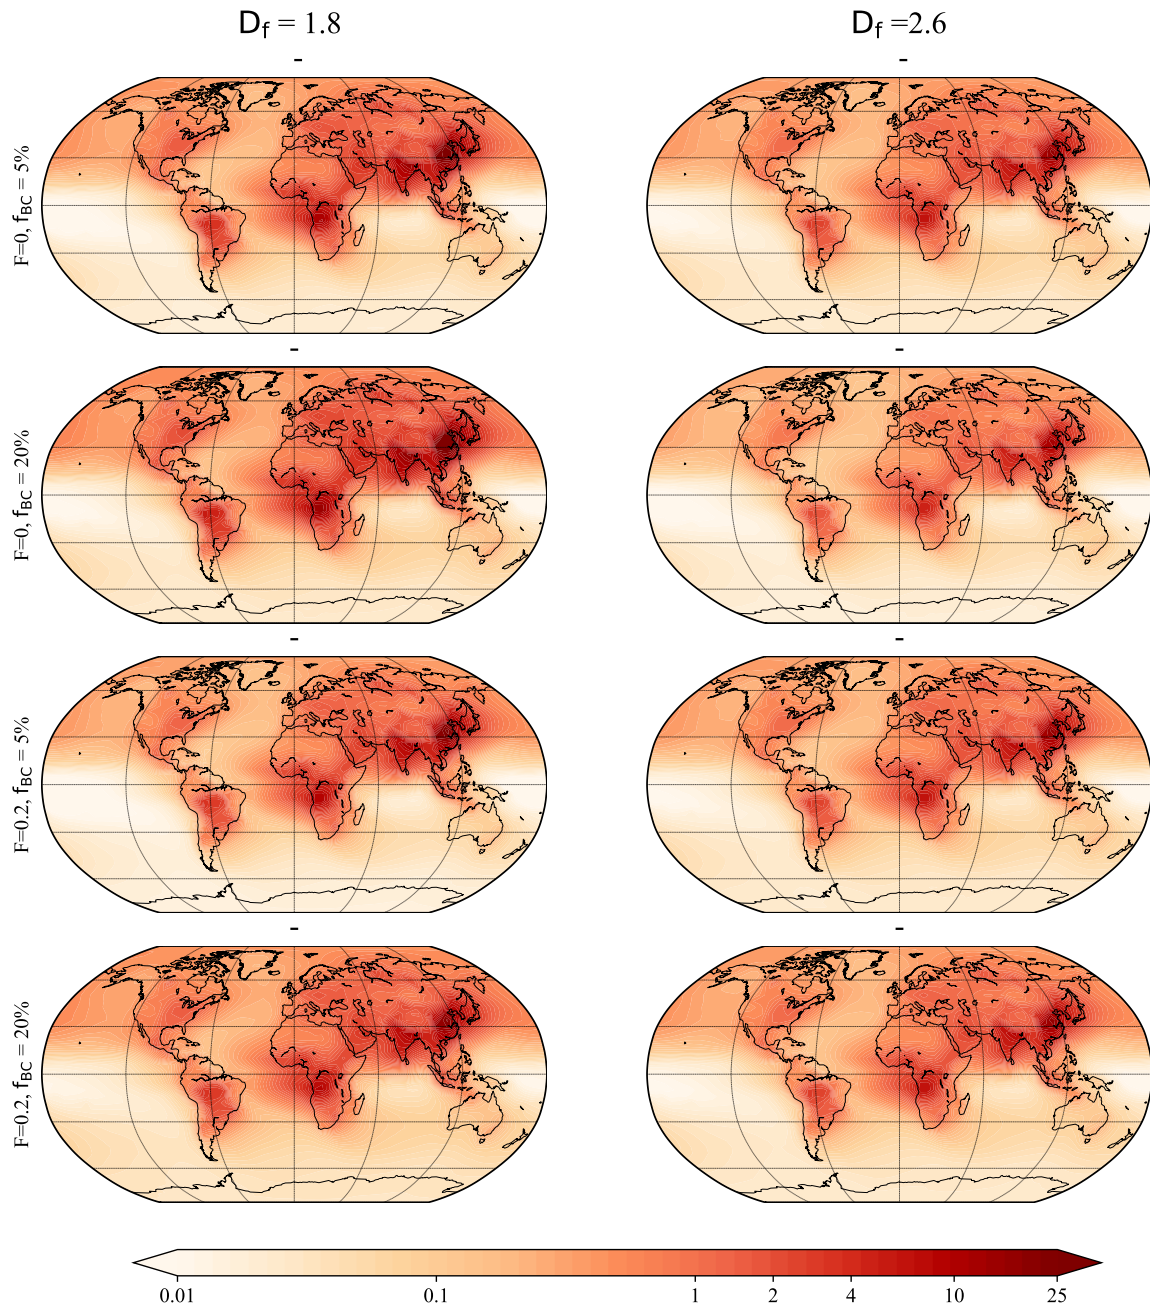 D_f = 1.8
D_f =2.6
-
-
F=0, f_BC = 5%
-
-
F=0, f_BC = 20%
-
-
F=0.2, f_BC = 5%
-
-
F=0.2, f_BC = 20%
0.01 0.1 1 2 4 10 25